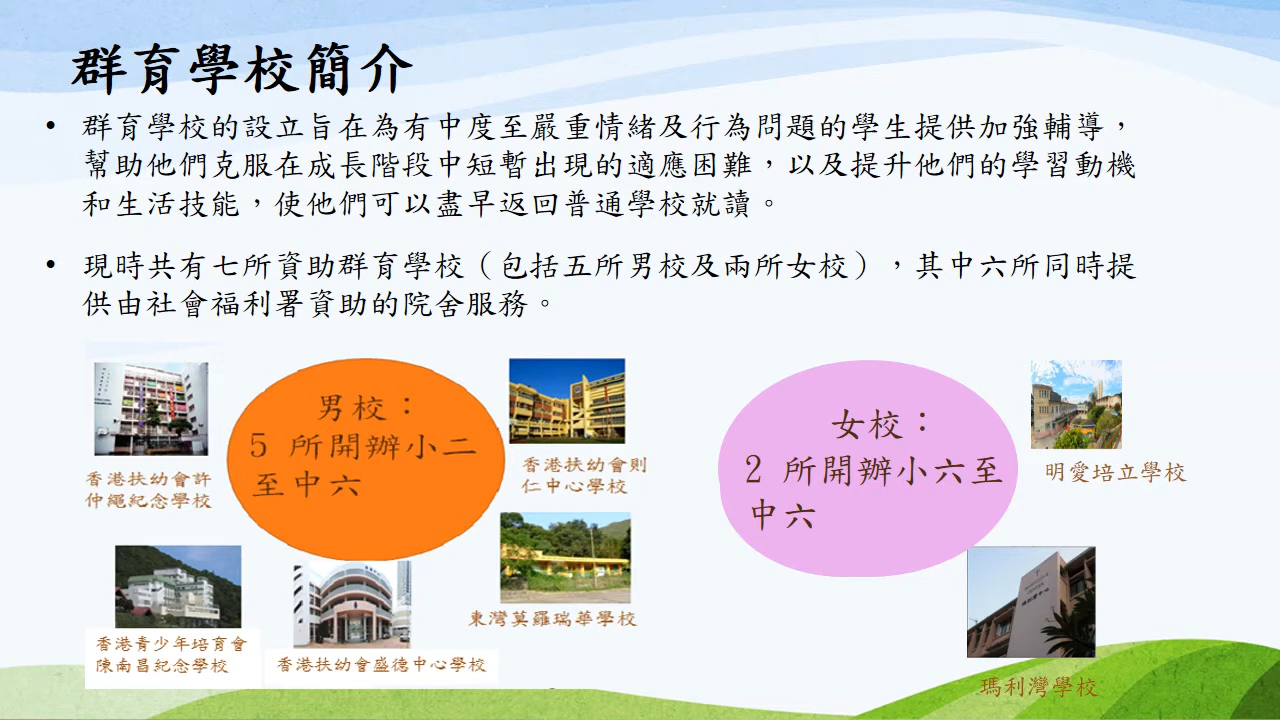 群育學校簡介
• 群育學校的設立旨在為有中度至嚴重情緒及行為問題的學生提供加強輔導，
幫助他們克服在成長階段中短暫出現的適應困難，以及提升他們的學習動機
和生活技能，使他們可以盡早返回普通學校就讀。
• 現時共有七所資助群育學校（包括五所男校及兩所女校），其中六所同時提
供由社會福利署資助的院舍服務。
男校：
5 所開辦小二
至中六
香港扶幼會許
仲繩紀念學校
香港扶幼會則
仁中心學校
香港青少年培育會
陳南昌紀念學校
香港扶幼會盛德中心學校
東灣莫羅瑞華學校
女校：
2 所開辦小六至
中六
明愛培立學校
瑪利灣學校